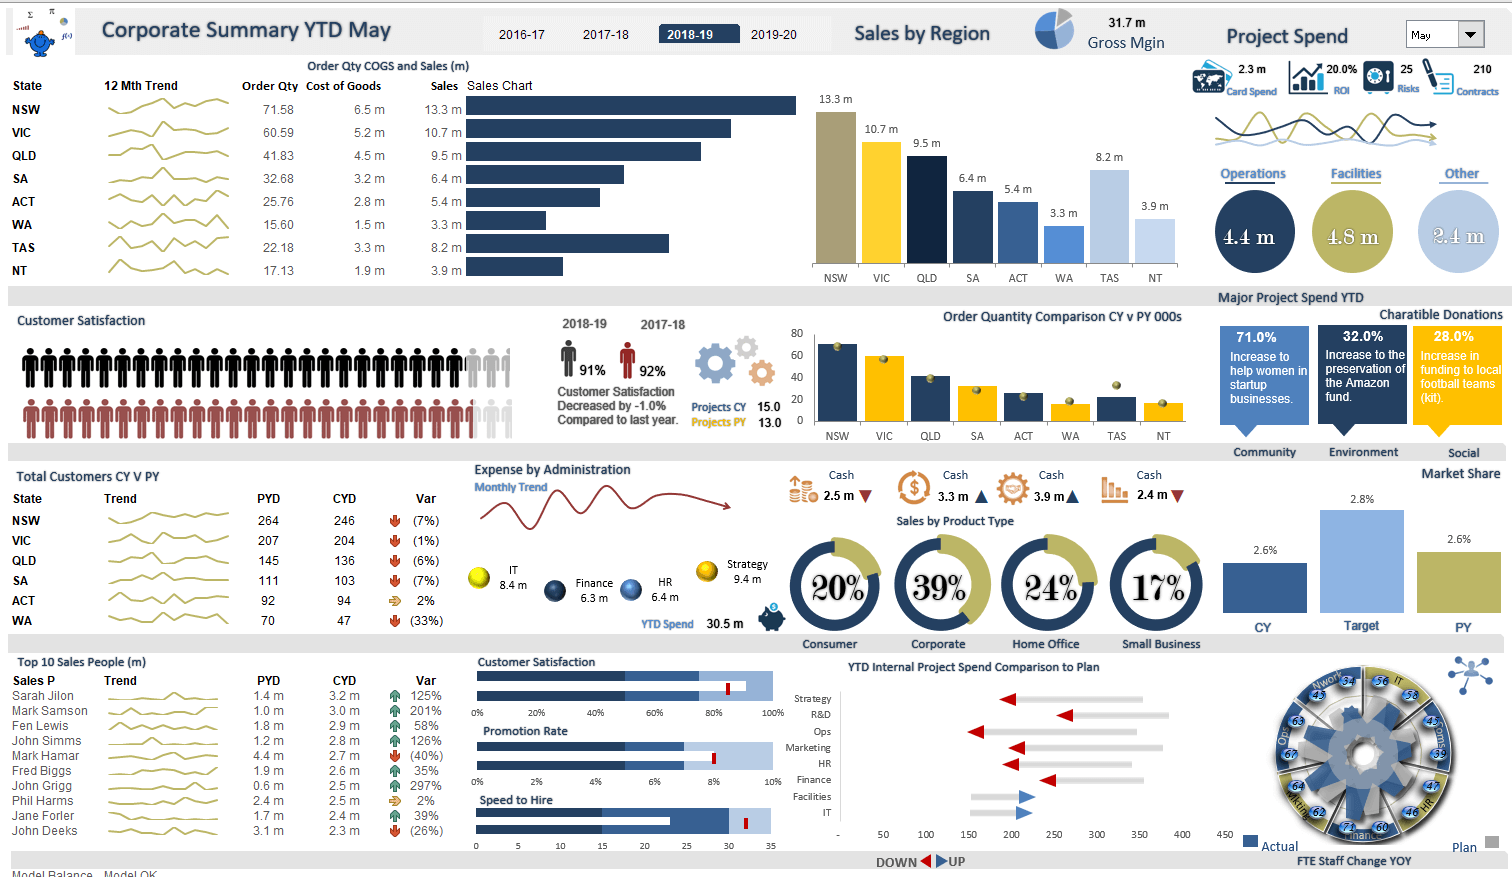 Σ π
f(x)
Corporate Summary YTD May
2016-17 2017-18 2018-19 2019-20
Sales by Region
31.7 m
Gross Mgin
Project Spend
May
Order Qty COGS and Sales (m)
State 12 Mth Trend Order Qty Cost of Goods Sales Sales Chart
NSW 71.58 6.5 m 13.3 m
VIC 60.59 5.2 m 10.7 m
QLD 41.83 4.5 m 9.5 m
SA 32.68 3.2 m 6.4 m
ACT 25.76 2.8 m 5.4 m
WA 15.60 1.5 m 3.3 m
TAS 22.18 3.3 m 8.2 m
NT 17.13 1.9 m 3.9 m
13.3 m 10.7 m 9.5 m 6.4 m 5.4 m 3.3 m 8.2 m 3.9 m
NSW VIC QLD SA ACT WA TAS NT
2.3 m 20.0% 25 210
Card Spend ROI Risks Contracts
Operations Facilities Other
4.4 m 4.8 m 2.4 m
Major Project Spend YTD
Customer Satisfaction
2018-19 2017-18
91% 92%
Customer Satisfaction
Decreased by -1.0%
Compared to last year.
Projects CY 15.0
Projects PY 13.0
Order Quantity Comparison CY v PY 000s
80
60
40
20
0
NSW VIC QLD SA ACT WA TAS NT
Charatible Donations
71.0%
Increase to
help women in
startup
businesses.
32.0%
Increase to the
preservation of
the Amazon
fund.
28.0%
Increase in
funding to local
football teams
(kit).
Community Environment Social
Total Customers CY V PY
State Trend PYD CYD Var
NSW 264 246 (7%)
VIC 207 204 (1%)
QLD 145 136 (6%)
SA 111 103 (7%)
ACT 92 94 2%
WA 70 47 (33%)
Expense by Administration
Monthly Trend
IT
8.4 m
Finance
6.3 m
HR
6.4 m
Strategy
9.4 m
YTD Spend 30.5 m
Cash Cash Cash Cash
2.5 m 3.3 m 3.9 m 2.4 m
Sales by Product Type
20% 39% 24% 17%
Consumer Corporate Home Office Small Business
Market Share
2.6% 2.8% 2.6%
CY Target PY
Top 10 Sales People (m)
Sales P Trend PYD CYD Var
Sarah Jilon 1.4 m 3.2 m 125%
Mark Samson 1.0 m 3.0 m 201%
Fen Lewis 1.8 m 2.9 m 58%
John Simms 1.2 m 2.8 m 126%
Mark Hamar 4.4 m 2.7 m (40%)
Fred Biggs 1.9 m 2.6 m 35%
John Grigg 0.6 m 2.5 m 297%
Phil Harms 2.4 m 2.5 m 2%
Jane Forler 1.7 m 2.4 m 39%
John Deeks 3.1 m 2.3 m (26%)
Customer Satisfaction
0% 20% 40% 60% 80% 100%
Promotion Rate
0% 2% 4% 6% 8% 10%
Speed to Hire
0 5 10 15 20 25 30 35
YTD Internal Project Spend Comparison to Plan
Strategy
R&D
Ops
Marketing
HR
Finance
Facilities
IT
- 50 100 150 200 250 300 350 400 450
DOWN UP
Nwork 34 56 IT 58
45 39
47 HR 46
60 Finance 71
62 Mkting 64
67 Ops 63
45
Actual Plan
FTE Staff Change YOY
Model Balance Model OK